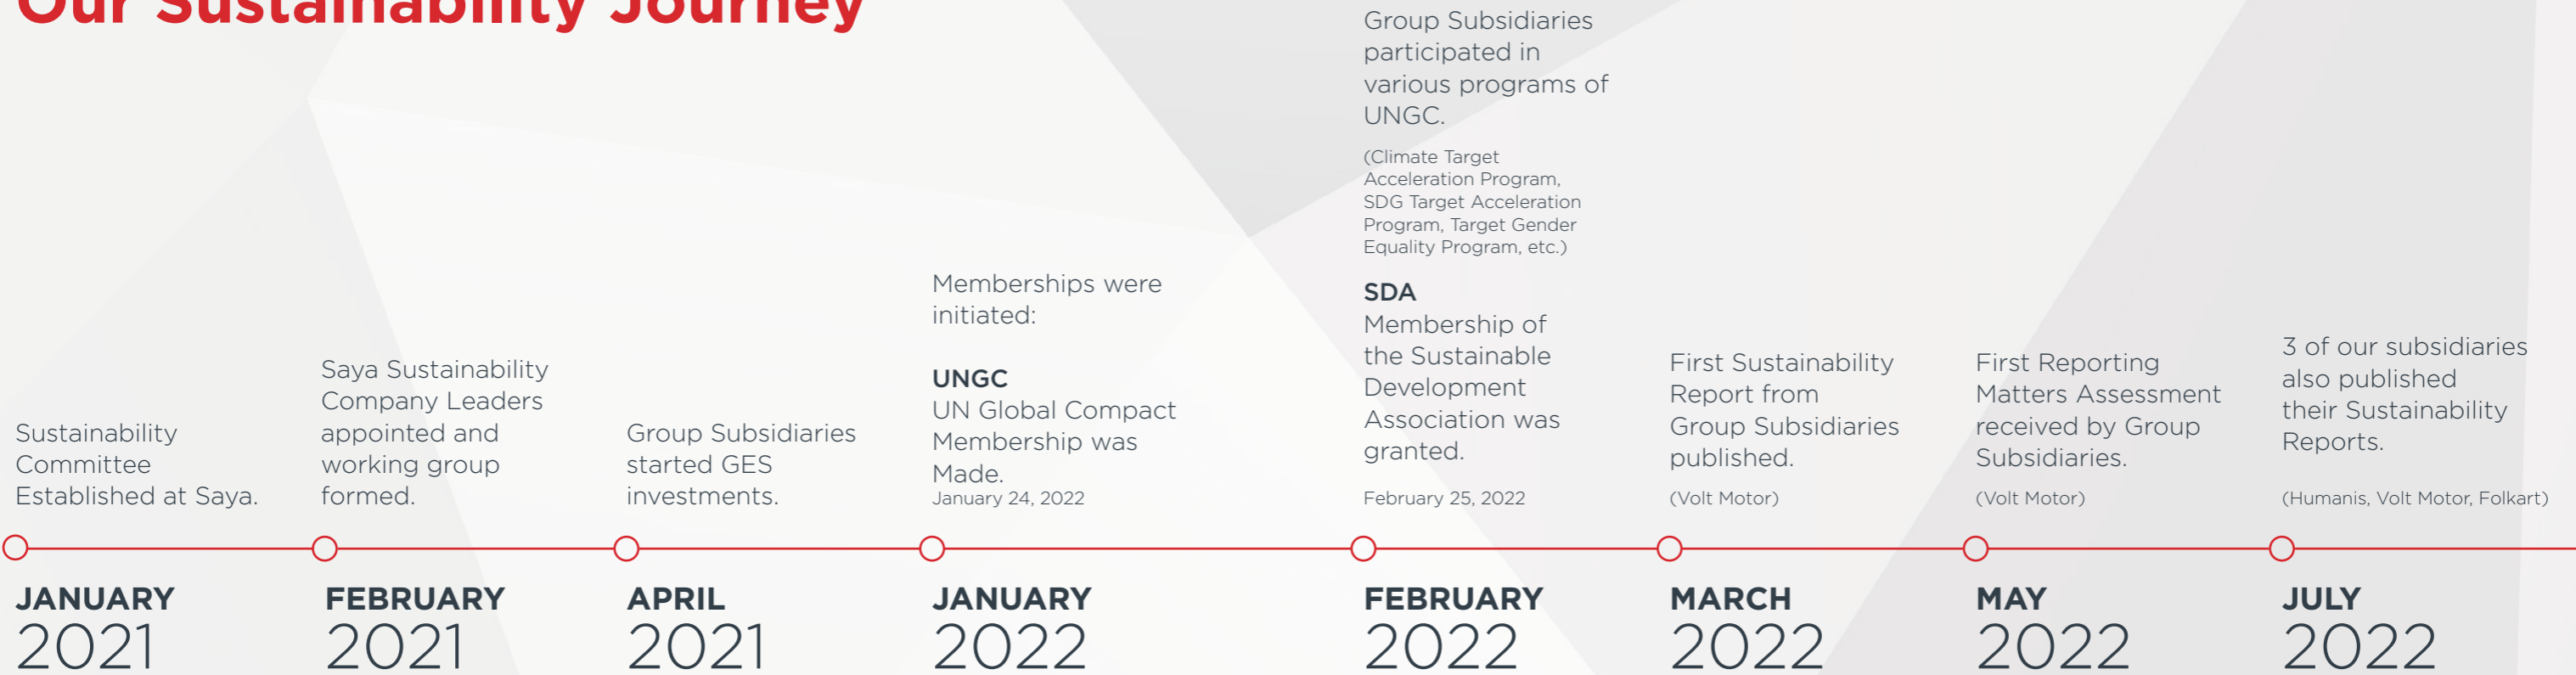 Our Sustainability Journey
Sustainability
Committee
Established at Saya.
JANUARY
2021
Saya Sustainability
Company Leaders
appointed and
working group
formed.
FEBRUARY
2021
Group Subsidiaries
started GES
investments.
APRIL
2021
Memberships were
initiated:
UNGC
UN Global Compact
Membership was
Made.
January 24, 2022
JANUARY
2022
Group Subsidiaries
participated in
various programs of
UNGC.
(Climate Target
Acceleration Program,
SDG Target Acceleration
Program, Target Gender
Equality Program, etc.)
SDA
Membership of
the Sustainable
Development
Association was
granted.
February 25, 2022
FEBRUARY
2022
First Sustainability
Report from
Group Subsidiaries
published.
(Volt Motor)
MARCH
2022
First Reporting
Matters Assessment
received by Group
Subsidiaries.
(Volt Motor)
MAY
2022
3 of our subsidiaries
also published
their Sustainability
Reports.
(Humanis, Volt Motor, Folkart)
JULY
2022